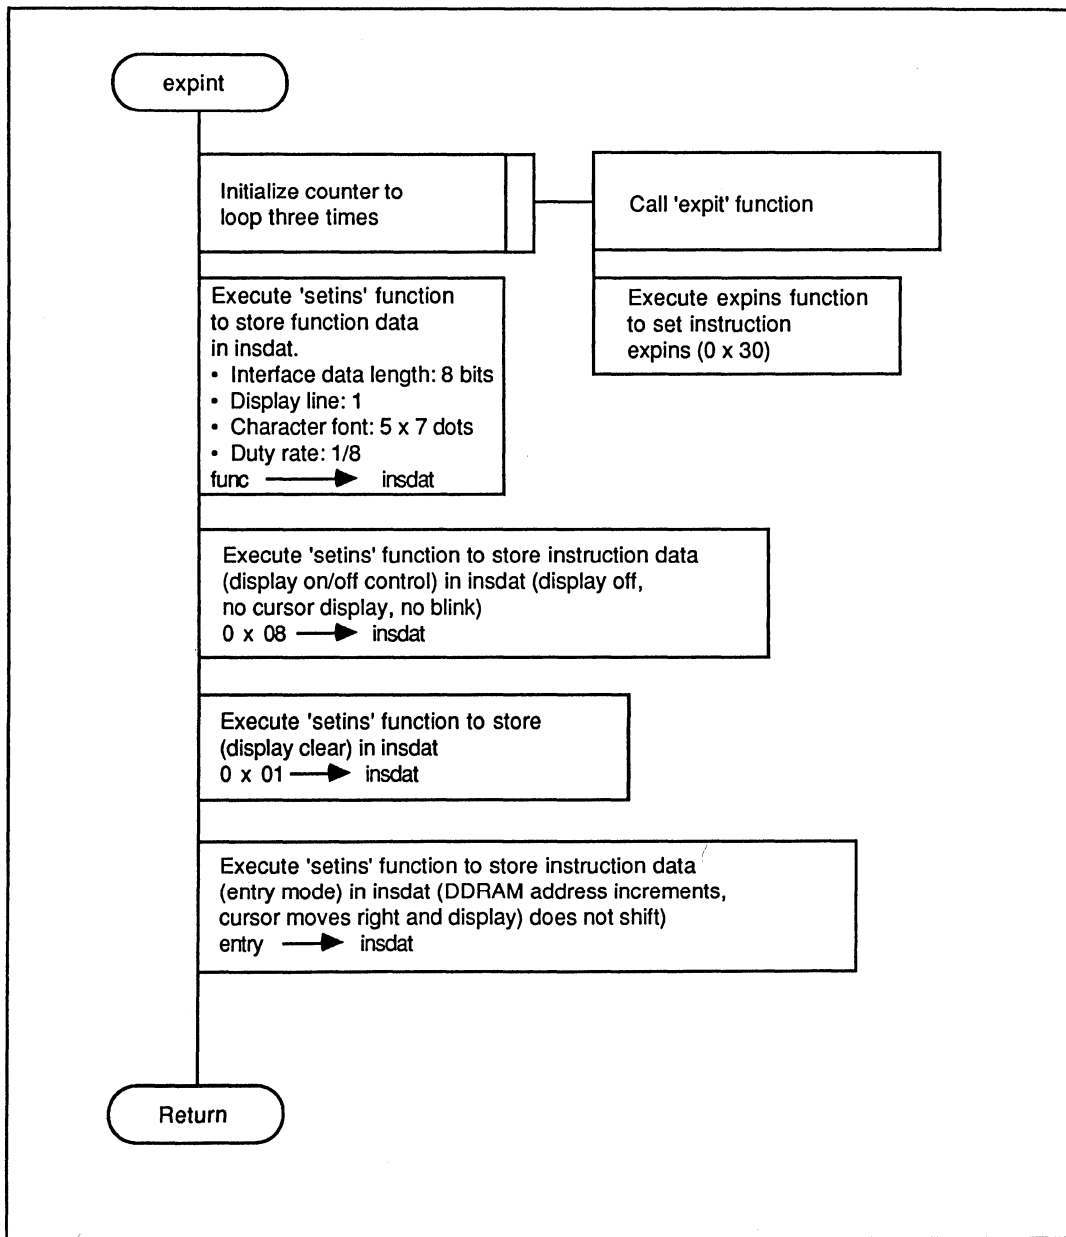 expint
Initialize counter to
loop three times
Call 'expit' function
Execute expins function
to set instruction
expins (0 x 30)
Execute 'setins' function
to store function data
in insdat.
• Interface data length: 8 bits
• Display line: 1
• Character font: 5 x 7 dots
• Duty rate: 1/8
func → insdat
Execute 'setins' function to store instruction data
(display on/off control) in insdat (display off,
no cursor display, no blink)
0 x 08 → insdat
Execute 'setins' function to store
(display clear) in insdat
0 x 01 → insdat
Execute 'setins' function to store instruction data
(entry mode) in insdat (DDRAM address increments,
cursor moves right and display) does not shift)
entry → insdat
Return